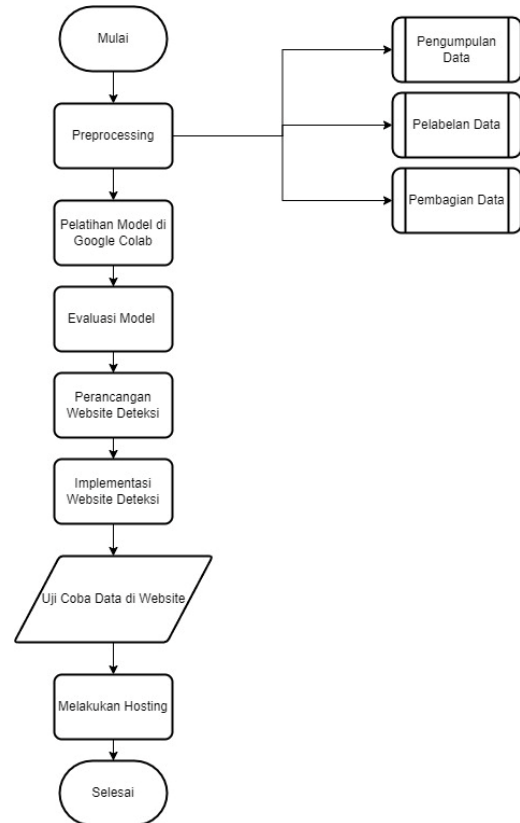 Mulai
Preprocessing
Pengumpulan
Data
Pelabelan Data
Pembagian Data
Pelatihan Model di
Google Colab
Evaluasi Model
Perancangan
Website Deteksi
Implementasi
Website Deteksi
Uji Coba Data di Website
Melakukan Hosting
Selesai